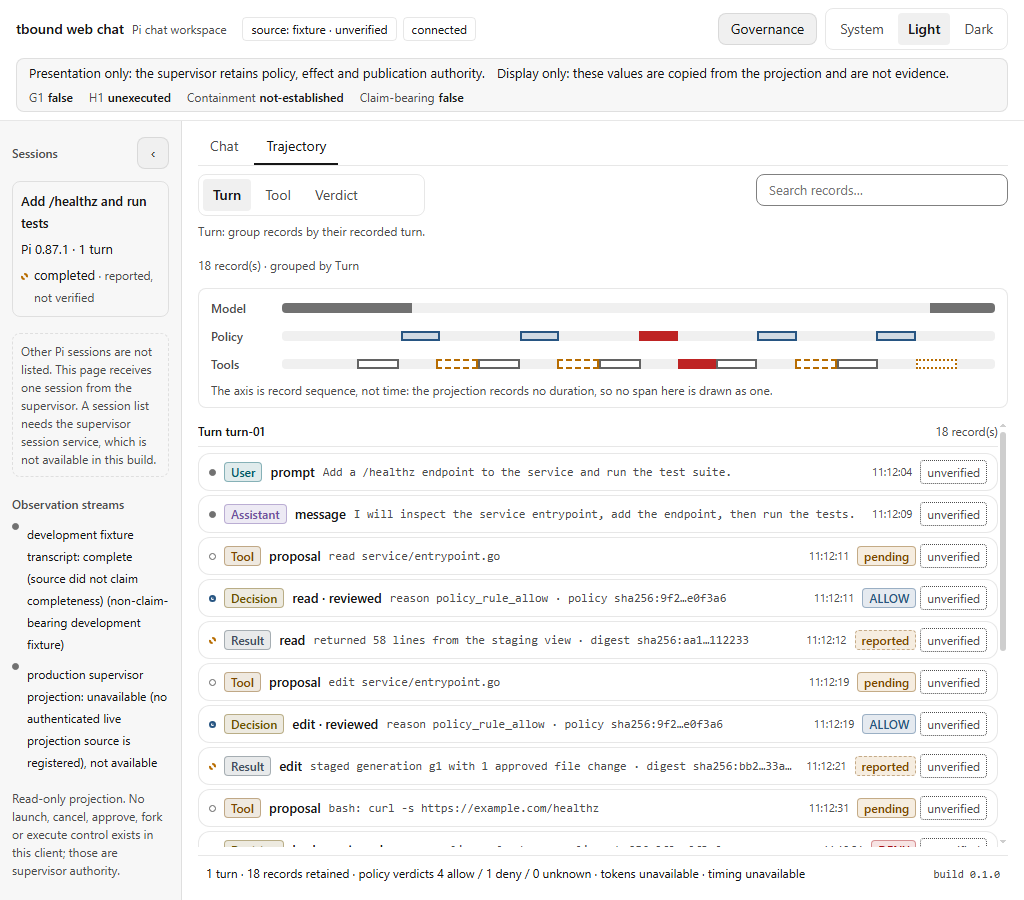 tbound web chat Pi chat workspace source: fixture · unverified connected Governance System Light Dark
Presentation only: the supervisor retains policy, effect and publication authority. Display only: these values are copied from the projection and are not evidence.
G1 false H1 unexecuted Containment not-established Claim-bearing false
Sessions ‹
Add /healthz and run
tests
Pi 0.87.1 · 1 turn
completed · reported,
not verified
Other Pi sessions are not
listed. This page receives
one session from the
supervisor. A session list
needs the supervisor
session service, which is
not available in this build.
Observation streams
development fixture
transcript: complete
(source did not claim
completeness) (non-claim-
bearing development
fixture)
production supervisor
projection: unavailable (no
authenticated live
projection source is
registered), not available
Read-only projection. No
launch, cancel, approve, fork
or execute control exists in
this client; those are
supervisor authority.
Chat Trajectory
Turn Tool Verdict Search records...
Turn: group records by their recorded turn.
18 record(s) · grouped by Turn
Model
Policy
Tools
The axis is record sequence, not time: the projection records no duration, so no span here is drawn as one.
Turn turn-01 18 record(s)
User prompt Add a /healthz endpoint to the service and run the test suite. 11:12:04 unverified
Assistant message I will inspect the service entrypoint, add the endpoint, then run the tests. 11:12:09 unverified
Tool proposal read service/entrypoint.go 11:12:11 pending unverified
Decision read · reviewed reason policy_rule_allow · policy sha256:9f2…e0f3a6 11:12:11 ALLOW unverified
Result read returned 58 lines from the staging view · digest sha256:aa1…112233 11:12:12 reported unverified
Tool proposal edit service/entrypoint.go 11:12:19 pending unverified
Decision edit · reviewed reason policy_rule_allow · policy sha256:9f2…e0f3a6 11:12:19 ALLOW unverified
Result edit staged generation g1 with 1 approved file change · digest sha256:bb2…33a… 11:12:21 reported unverified
Tool proposal bash: curl -s https://example.com/healthz 11:12:31 pending unverified
1 turn · 18 records retained · policy verdicts 4 allow / 1 deny / 0 unknown · tokens unavailable · timing unavailable build 0.1.0